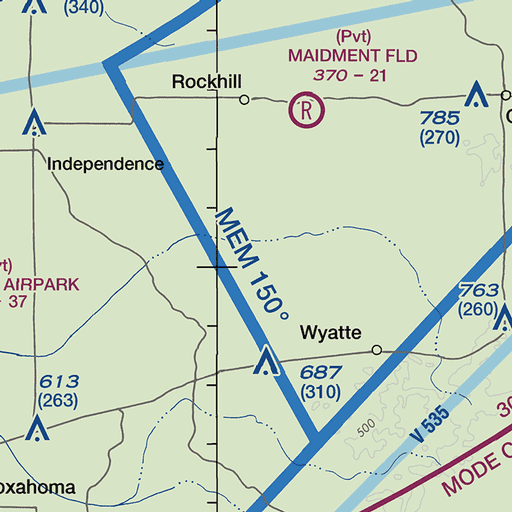 (340)
(Pvt)
MAIDMENT FLD
370 – 21
Rockhill
R
785
(270)
Independence
MEM 150°
AIRPARK
37
763
(260)
Wyatte
687
(310)
613
(263)
500
V 535
30
MODE C
oxahoma